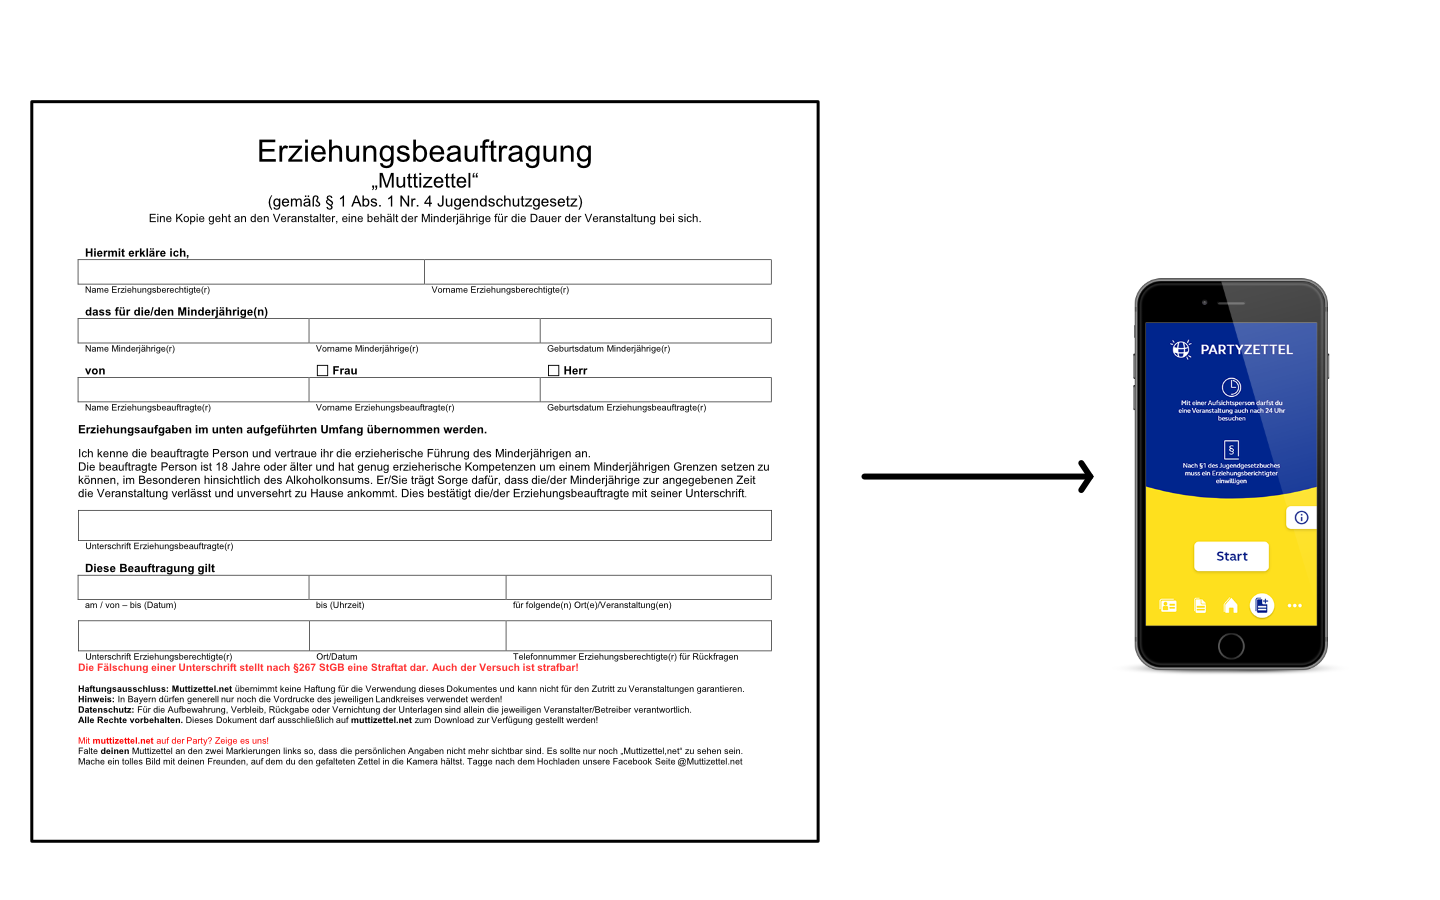 Erziehungsbeauftragung
„Muttizettel“
(gemäß § 1 Abs. 1 Nr. 4 Jugendschutzgesetz)
Eine Kopie geht an den Veranstalter, eine behält der Minderjährige für die Dauer der Veranstaltung bei sich.
Hiermit erkläre ich,
Name Erziehungsberechtigte(r) Vorname Erziehungsberechtigte(r)
dass für die/den Minderjährige(n)
Name Minderjährige(r) Vorname Minderjährige(r) Geburtsdatum Minderjährige(r)
von Frau Herr
Name Erziehungsbeauftragte(r) Vorname Erziehungsbeauftragte(r) Geburtsdatum Erziehungsbeauftragte(r)
Erziehungsaufgaben im unten aufgeführten Umfang übernommen werden.
Ich kenne die beauftragte Person und vertraue ihr die erzieherische Führung des Minderjährigen an.
Die beauftragte Person ist 18 Jahre oder älter und hat genug erzieherische Kompetenzen um einem Minderjährigen Grenzen setzen zu
können, im Besonderen hinsichtlich des Alkoholkonsums. Er/Sie trägt Sorge dafür, dass die/der Minderjährige zur angegebenen Zeit
die Veranstaltung verlässt und unversehrt zu Hause ankommt. Dies bestätigt die/der Erziehungsbeauftragte mit seiner Unterschrift.
Unterschrift Erziehungsbeauftragte(r)
Diese Beauftragung gilt
am / von – bis (Datum) bis (Uhrzeit) für folgende(n) Ort(e)/Veranstaltung(en)
Unterschrift Erziehungsberechtigte(r) Ort/Datum Telefonnummer Erziehungsberechtigte(r) für Rückfragen
Die Fälschung einer Unterschrift stellt nach §267 StGB eine Straftat dar. Auch der Versuch ist strafbar!
Haftungsausschluss: Muttizettel.net übernimmt keine Haftung für die Verwendung dieses Dokumentes und kann nicht für den Zutritt zu Veranstaltungen garantieren.
Hinweis: In Bayern dürfen generell nur noch die Vordrucke des jeweiligen Landkreises verwendet werden!
Datenschutz: Für die Aufbewahrung, Verbleib, Rückgabe oder Vernichtung der Unterlagen sind allein die jeweiligen Veranstalter/Betreiber verantwortlich.
Alle Rechte vorbehalten. Dieses Dokument darf ausschließlich auf muttizettel.net zum Download zur Verfügung gestellt werden!
Mit muttizettel.net auf der Party? Zeige es uns!
Falte deinen Muttizettel an den zwei Markierungen links so, dass die persönlichen Angaben nicht mehr sichtbar sind. Es sollte nur noch „Muttizettel,net“ zu sehen sein.
Mache ein tolles Bild mit deinen Freunden, auf dem du den gefalteten Zettel in die Kamera hältst. Tagge nach dem Hochladen unsere Facebook Seite @Muttizettel.net
PARTYZETTEL
Mit einer Aufsichtsperson darfst du
eine Veranstaltung auch nach 24 Uhr
besuchen
§
Nach §1 des Jugendgesetzbuches
muss ein Erziehungsberichtigter
einwilligen
Start